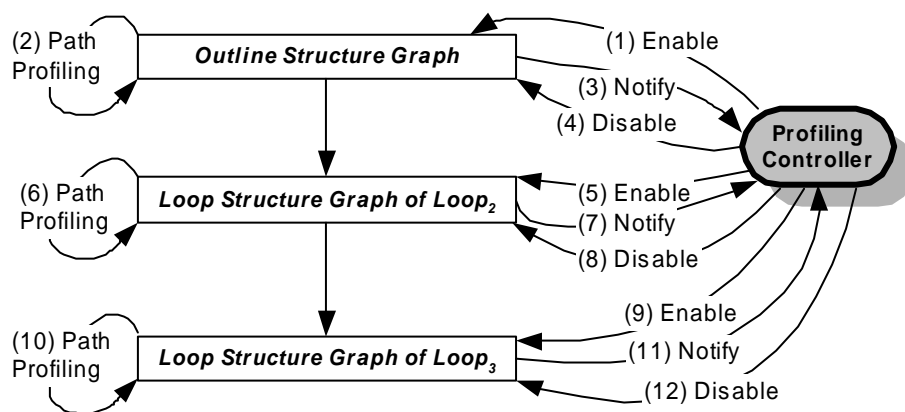 (2) Path
Profiling
Outline Structure Graph
(1) Enable
(3) Notify
(4) Disable
Profiling
Controller
(6) Path
Profiling
Loop Structure Graph of Loop2
(5) Enable
(7) Notify
(8) Disable
(10) Path
Profiling
Loop Structure Graph of Loop3
(9) Enable
(11) Notify
(12) Disable